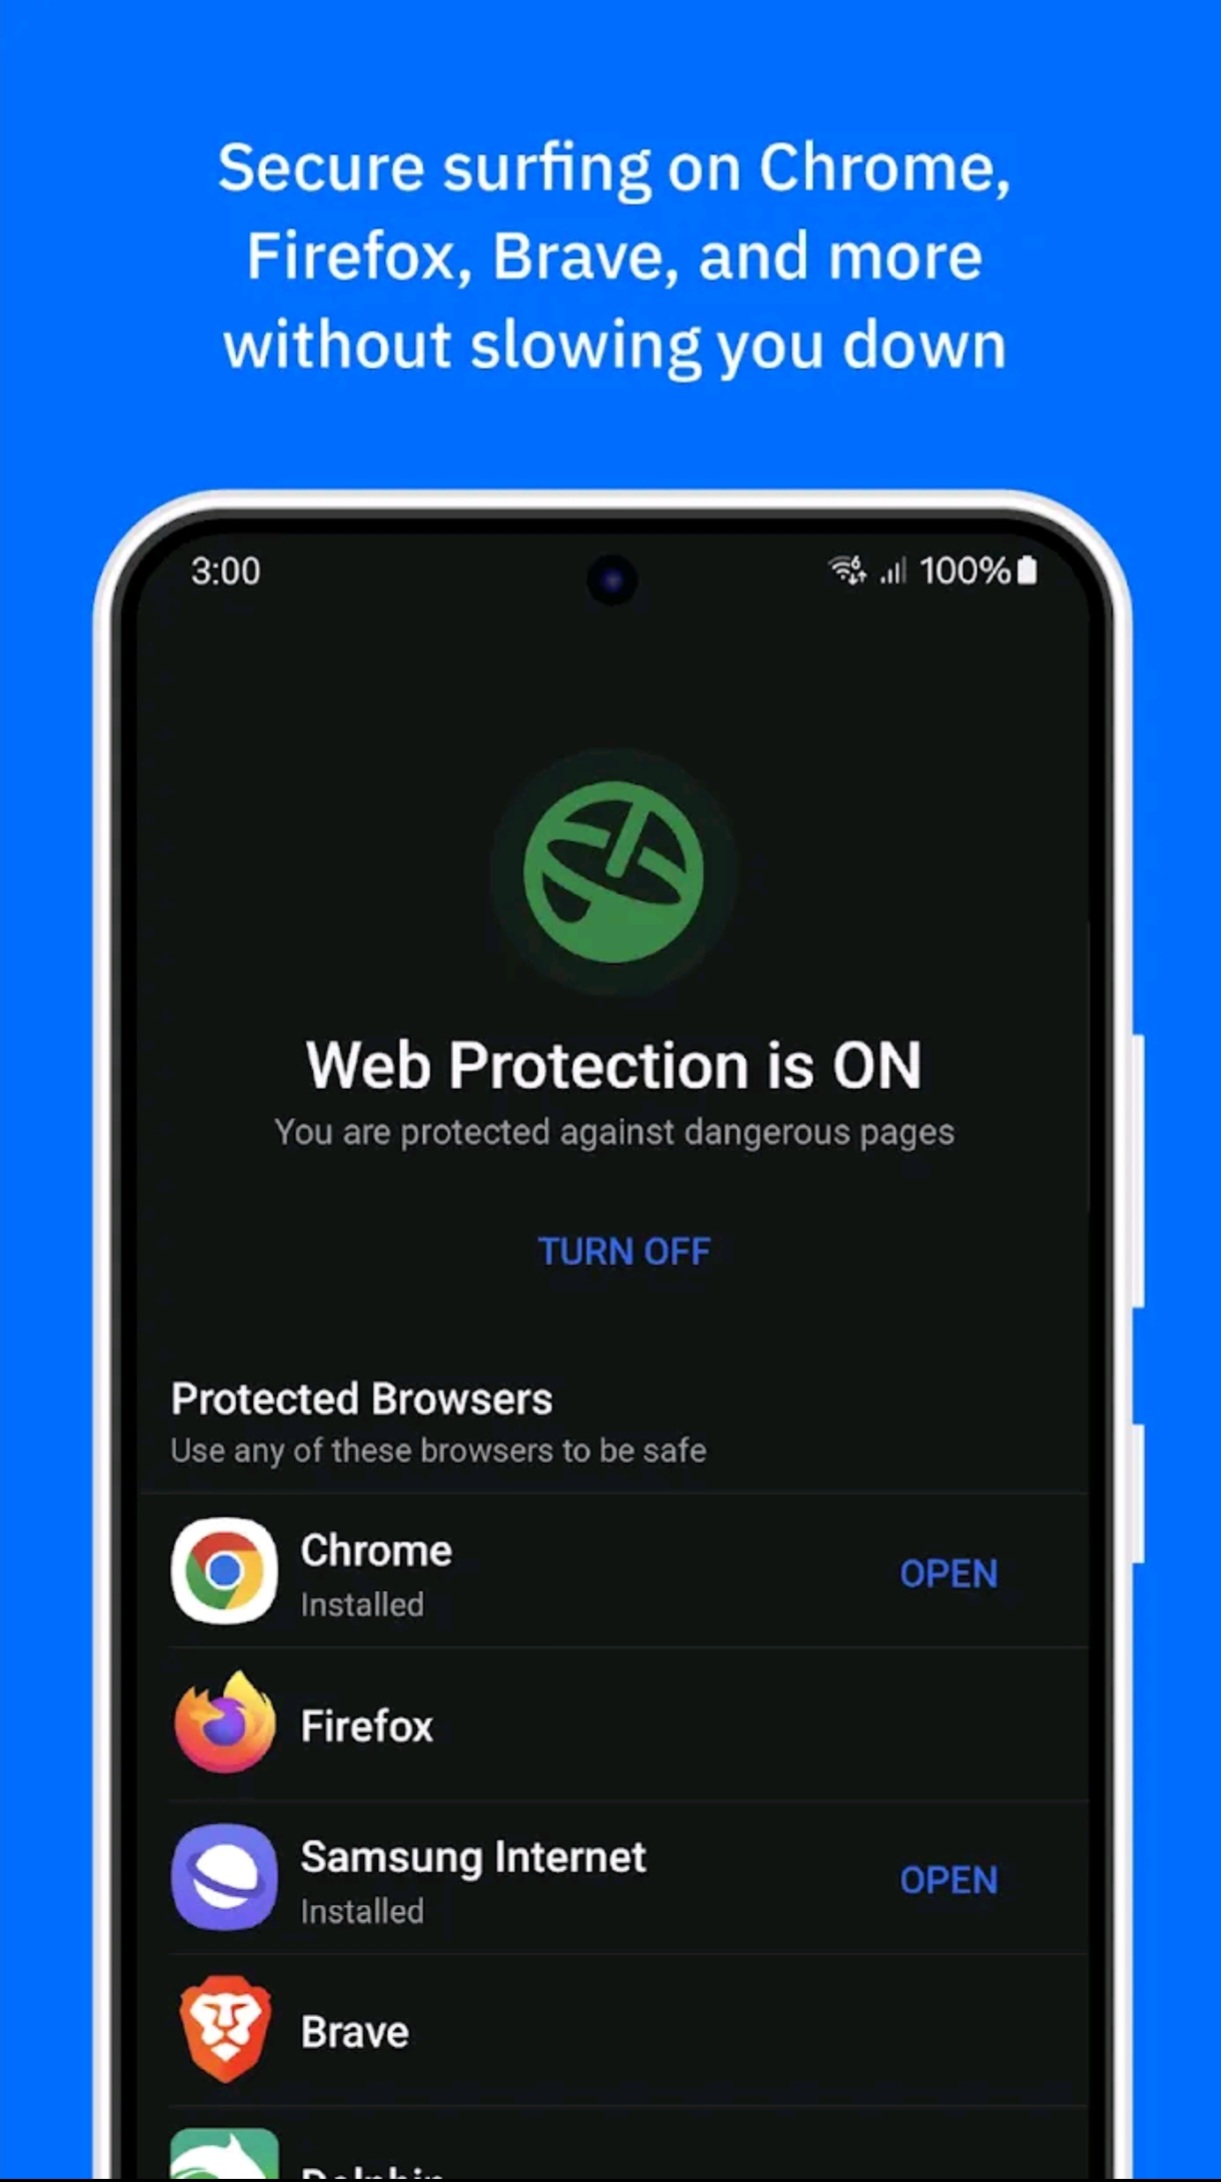 Secure surfing on Chrome,
Firefox, Brave, and more
without slowing you down
3:00
100%
Web Protection is ON
You are protected against dangerous pages
TURN OFF
Protected Browsers
Use any of these browsers to be safe
Chrome
Installed
OPEN
Firefox
Samsung Internet
Installed
OPEN
Brave
Dolphin